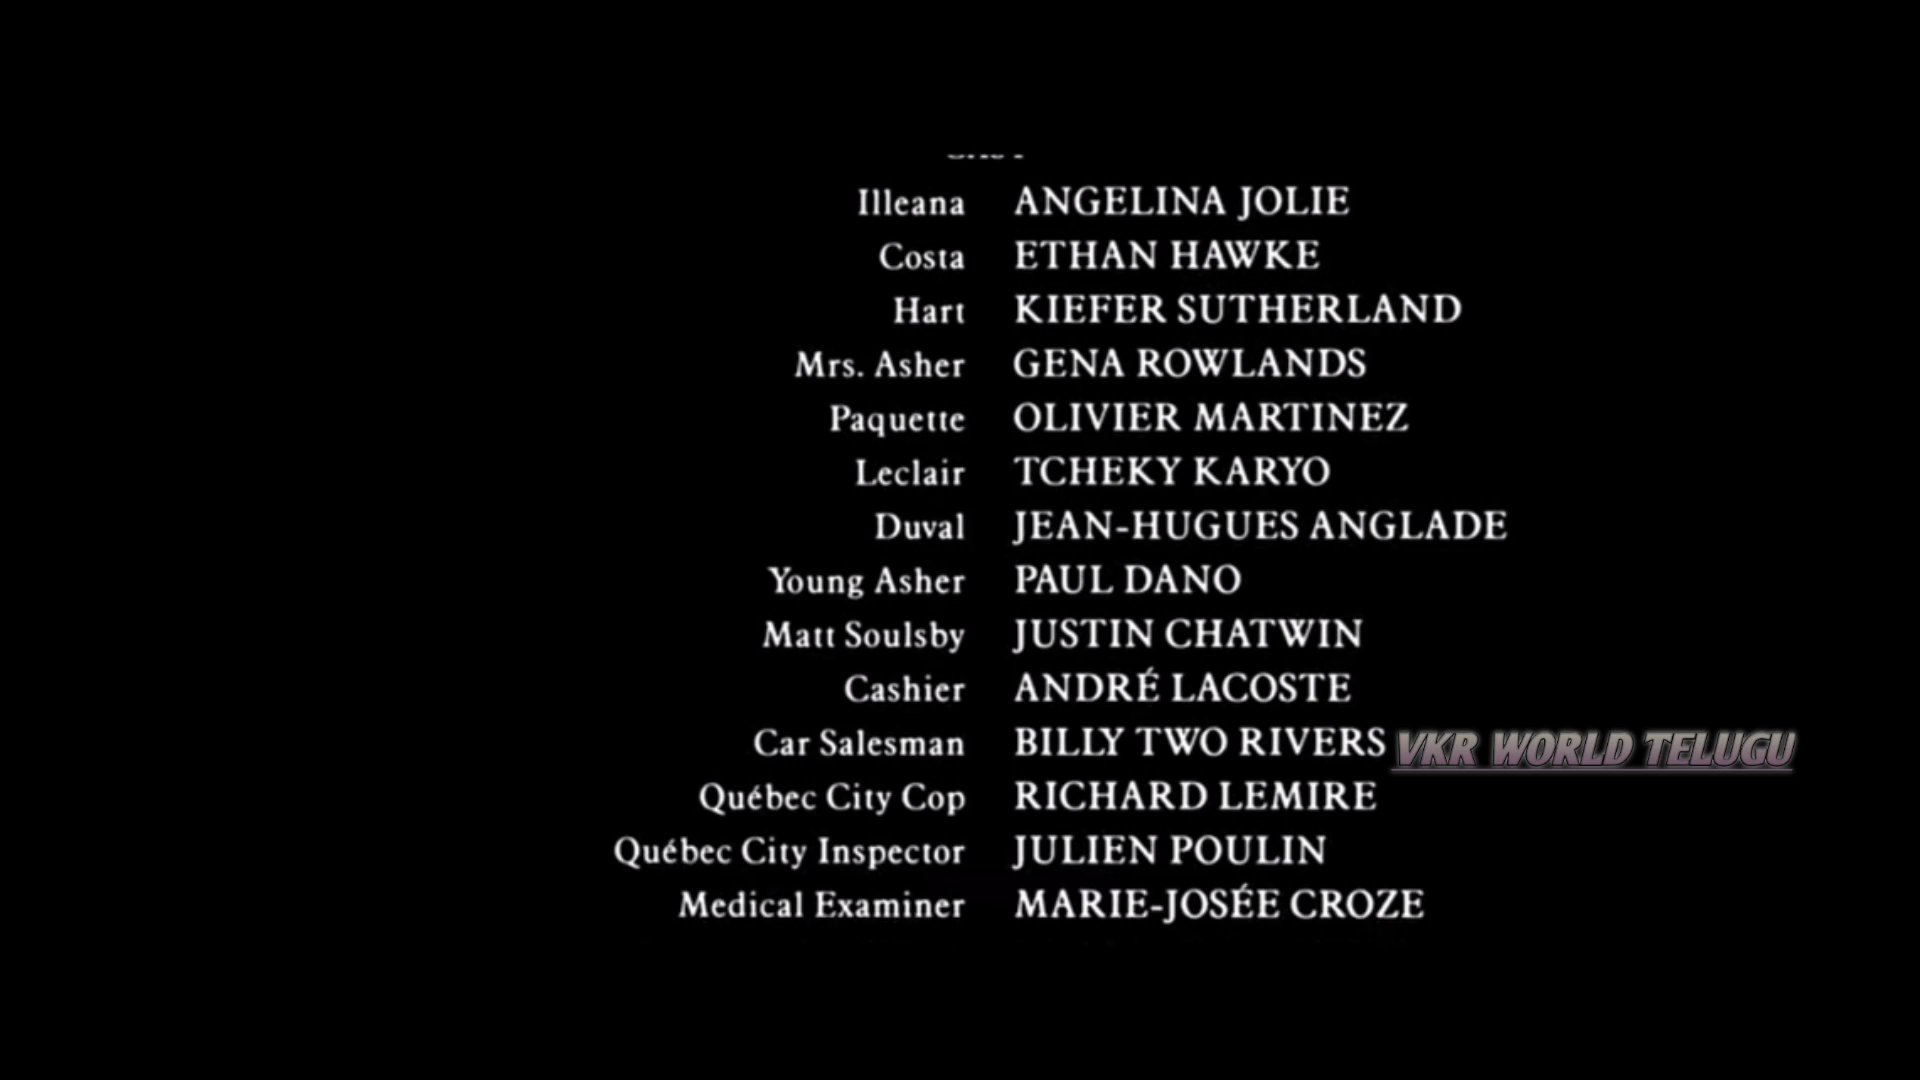 Illeana ANGELINA JOLIE
Costa ETHAN HAWKE
Hart KIEFER SUTHERLAND
Mrs. Asher GENA ROWLANDS
Paquette OLIVIER MARTINEZ
Leclair TCHEKY KARYO
Duval JEAN-HUGUES ANGLADE
Young Asher PAUL DANO
Matt Soulsby JUSTIN CHATWIN
Cashier ANDRÉ LACOSTE
Car Salesman BILLY TWO RIVERS
VKR WORLD TELUGU
Québec City Cop RICHARD LEMIRE
Québec City Inspector JULIEN POULIN
Medical Examiner MARIE-JOSÉE CROZE